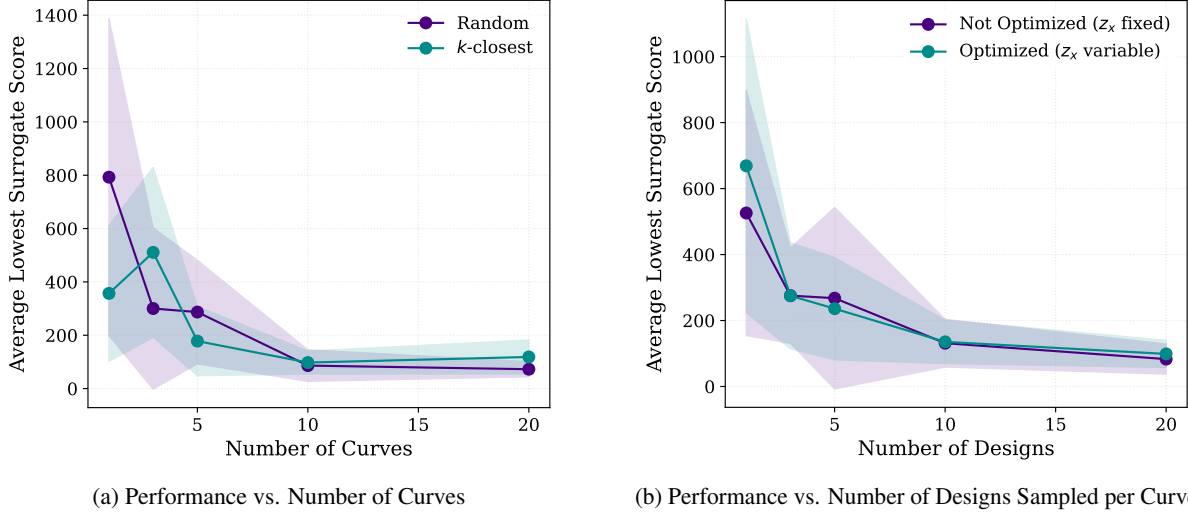 Average Lowest Surrogate Score
1400
1200
1000
800
600
400
200
0
Random
k-closest
5
10
15
20
Number of Curves
(a) Performance vs. Number of Curves
Average Lowest Surrogate Score
1000
800
600
400
200
0
Not Optimized (zₓ fixed)
Optimized (zₓ variable)
5
10
15
20
Number of Designs
(b) Performance vs. Number of Designs Sampled per Curve